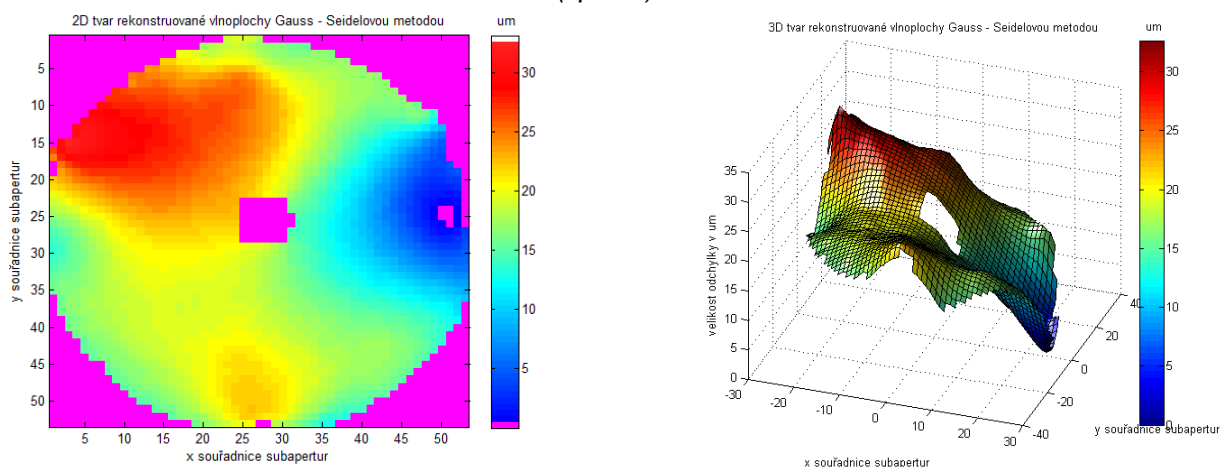 2D tvar rekonstruované vlnoplochy Gauss - Seidelovou metodou
um
5
10
15
20
25
30
35
40
45
50
y souřadnice subapertur
5 10 15 20 25 30 35 40 45 50
x souřadnice subapertur
30
25
20
15
10
5
3D tvar rekonstruované vlnoplochy Gauss - Seidelovou metodou
um
35
30
25
20
15
10
5
0
velikost odchylky v um
-30 -20 -10 0 10 20 30
x souřadnice subapertur
-40 -20 0 20 40
y souřadnice subapertur
30
25
20
15
10
5
0